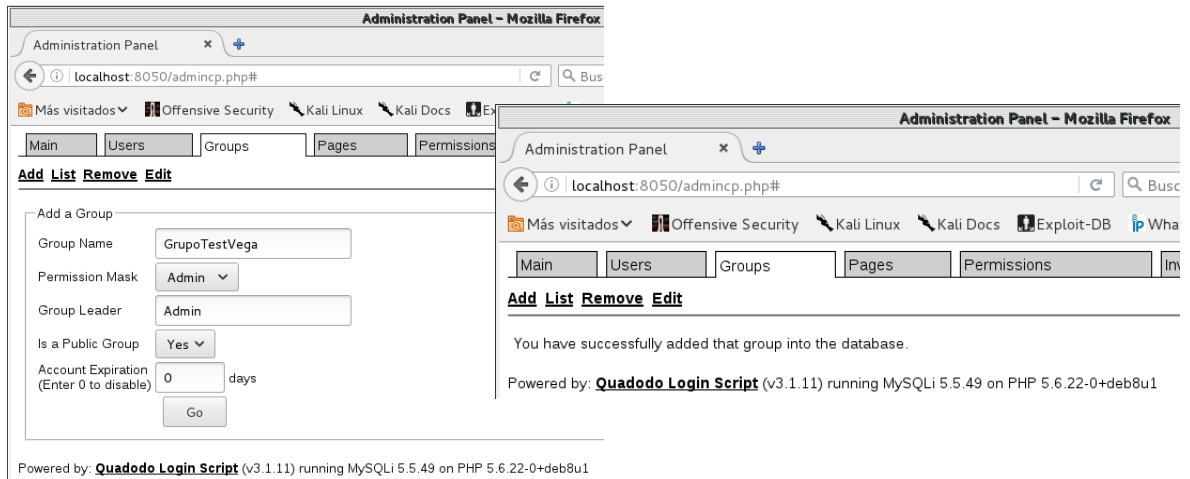 Administration Panel – Mozilla Firefox
Administration Panel
localhost:8050/admincp.php#
Más visitados
Offensive Security
Kali Linux
Kali Docs
Main
Users
Groups
Pages
Permissions
Add List Remove Edit
Add a Group
Group Name
GrupoTestVega
Permission Mask
Admin
Group Leader
Admin
Is a Public Group
Yes
Account Expiration
(Enter 0 to disable)
0
days
Go
Powered by: Quadodo Login Script (v3.1.11) running MySQLi 5.5.49 on PHP 5.6.22-0+deb8u1
Administration Panel – Mozilla Firefox
Administration Panel
localhost:8050/admincp.php#
Más visitados
Offensive Security
Kali Linux
Kali Docs
Exploit-DB
Main
Users
Groups
Pages
Permissions
Add List Remove Edit
You have successfully added that group into the database.
Powered by: Quadodo Login Script (v3.1.11) running MySQLi 5.5.49 on PHP 5.6.22-0+deb8u1